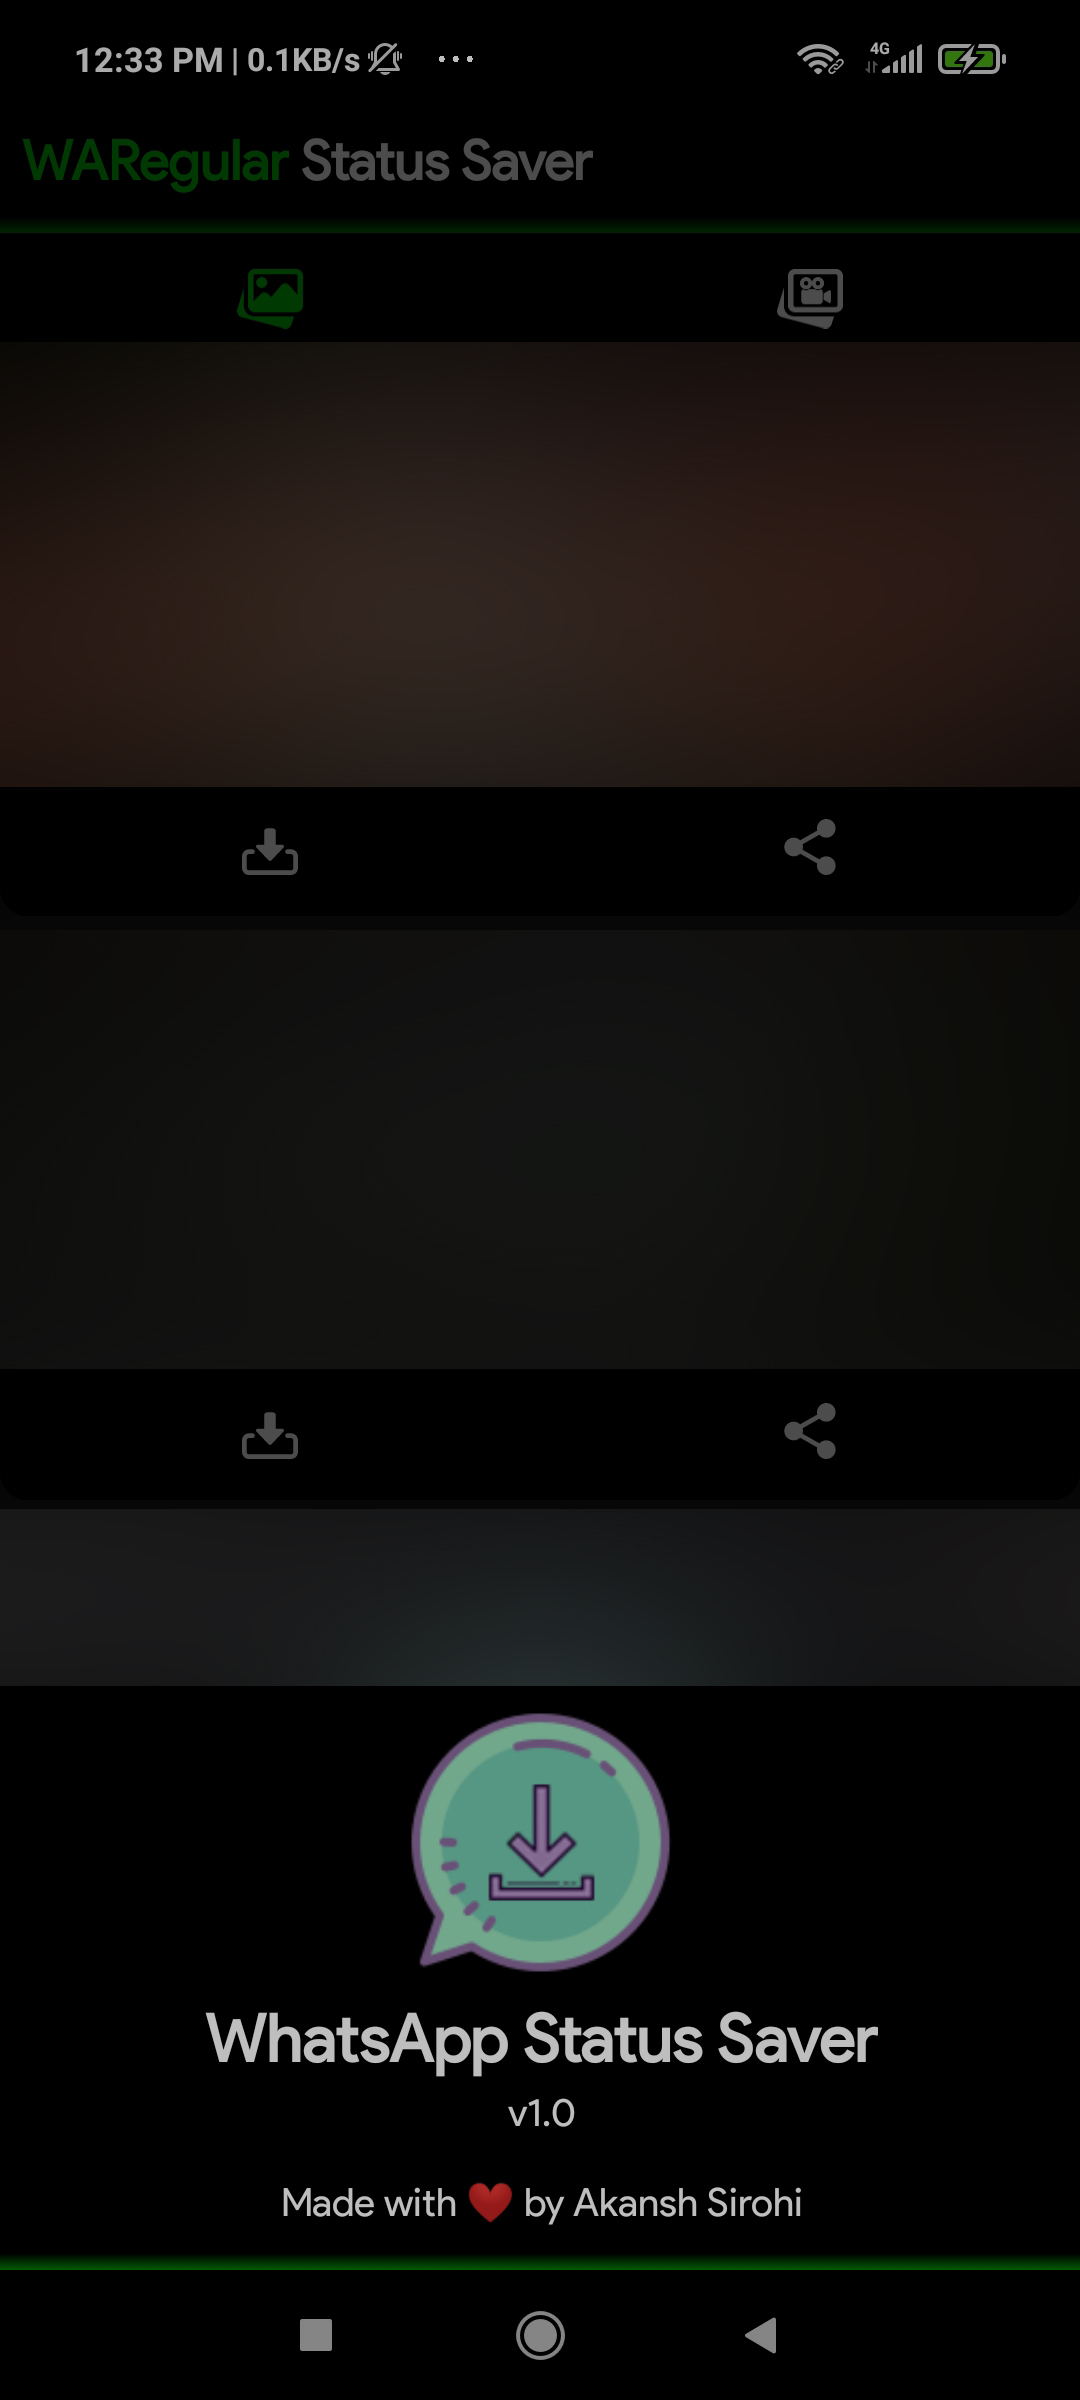 12:33 PM | 0.1KB/s
4G
WARegular Status Saver
WhatsApp Status Saver
v1.0
Made with ❤️ by Akansh Sirohi